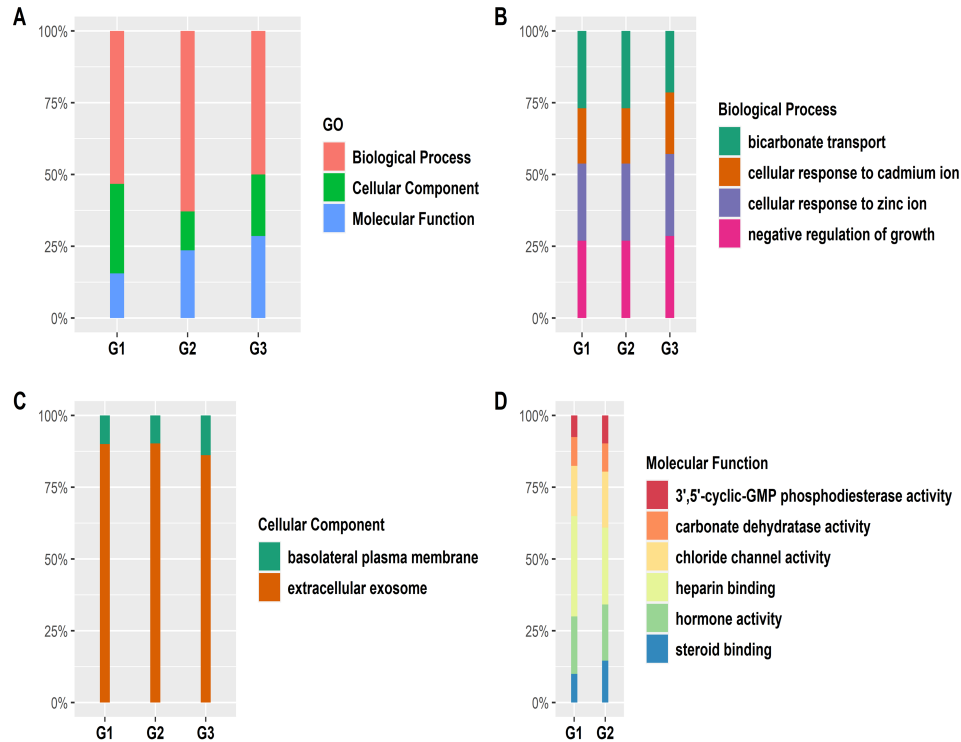 A
100%
75%
50%
25%
0%
G1 G2 G3
GO
Biological Process
Cellular Component
Molecular Function
B
100%
75%
50%
25%
0%
G1 G2 G3
Biological Process
bicarbonate transport
cellular response to cadmium ion
cellular response to zinc ion
negative regulation of growth
C
100%
75%
50%
25%
0%
G1 G2 G3
Cellular Component
basolateral plasma membrane
extracellular exosome
D
100%
75%
50%
25%
0%
G1 G2
Molecular Function
3',5'-cyclic-GMP phosphodiesterase activity
carbonate dehydratase activity
chloride channel activity
heparin binding
hormone activity
steroid binding